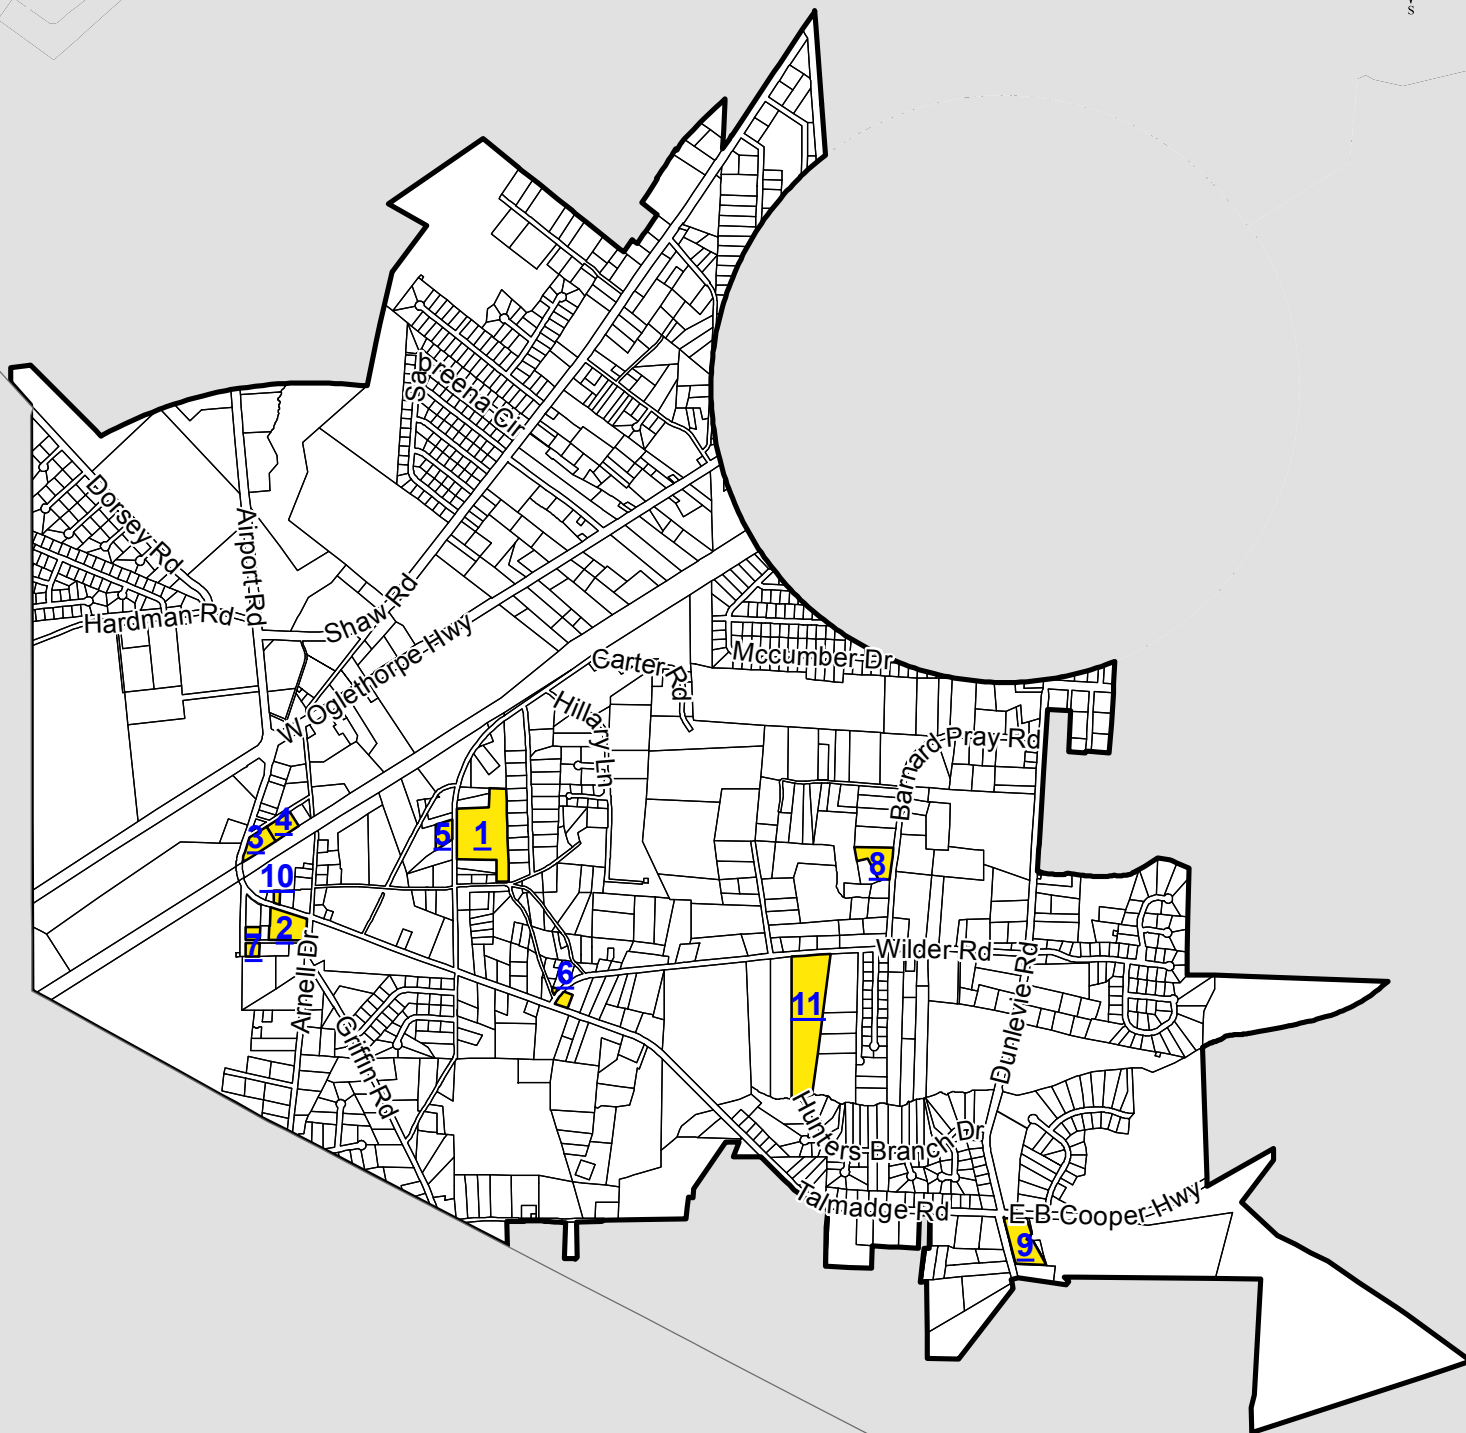 S
Sabreena Cir
Dorsey Rd
Airport Rd
Hardman Rd
Shaw Rd
W Oglethorpe Hwy
Carter Rd
Mccumber Dr
Hillary Ln
Barnard Pray Rd
4
3
5
1
8
10
2
7
Arnell Dr
Wilder Rd
6
11
Dunlevie Rd
Griffin Rd
Hunters Branch Dr
Talmadge Rd
E B Cooper Hwy
9